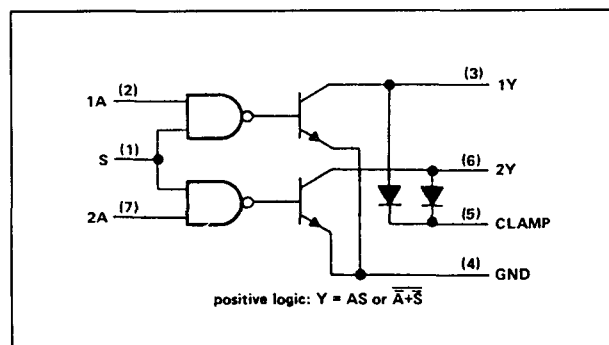 (3) 1Y
1A (2)
(6) 2Y
S (1)
(5) CLAMP
2A (7)
(4) GND
positive logic: Y = AS or A̅+S̅